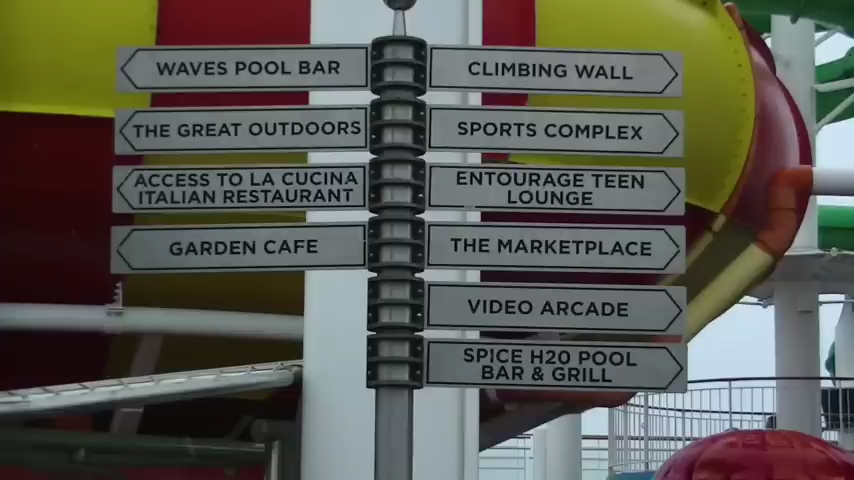 WAVES POOL BAR
THE GREAT OUTDOORS
ACCESS TO LA CUCINA
ITALIAN RESTAURANT
GARDEN CAFE
CLIMBING WALL
SPORTS COMPLEX
ENTOURAGE TEEN
LOUNGE
THE MARKETPLACE
VIDEO ARCADE
SPICE H20 POOL
BAR & GRILL